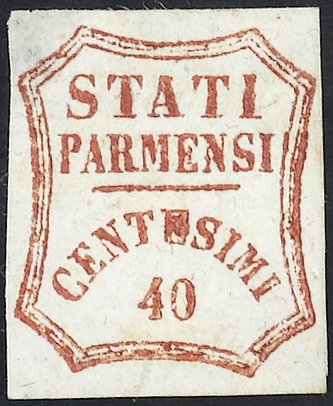 STATI
PARMENSI
CENTESIMI
40